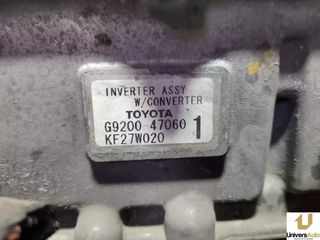 INVERTER ASSY
W/CONVERTER
TOYOTA
G9200-47060 1
KF27W020
UniversAuto